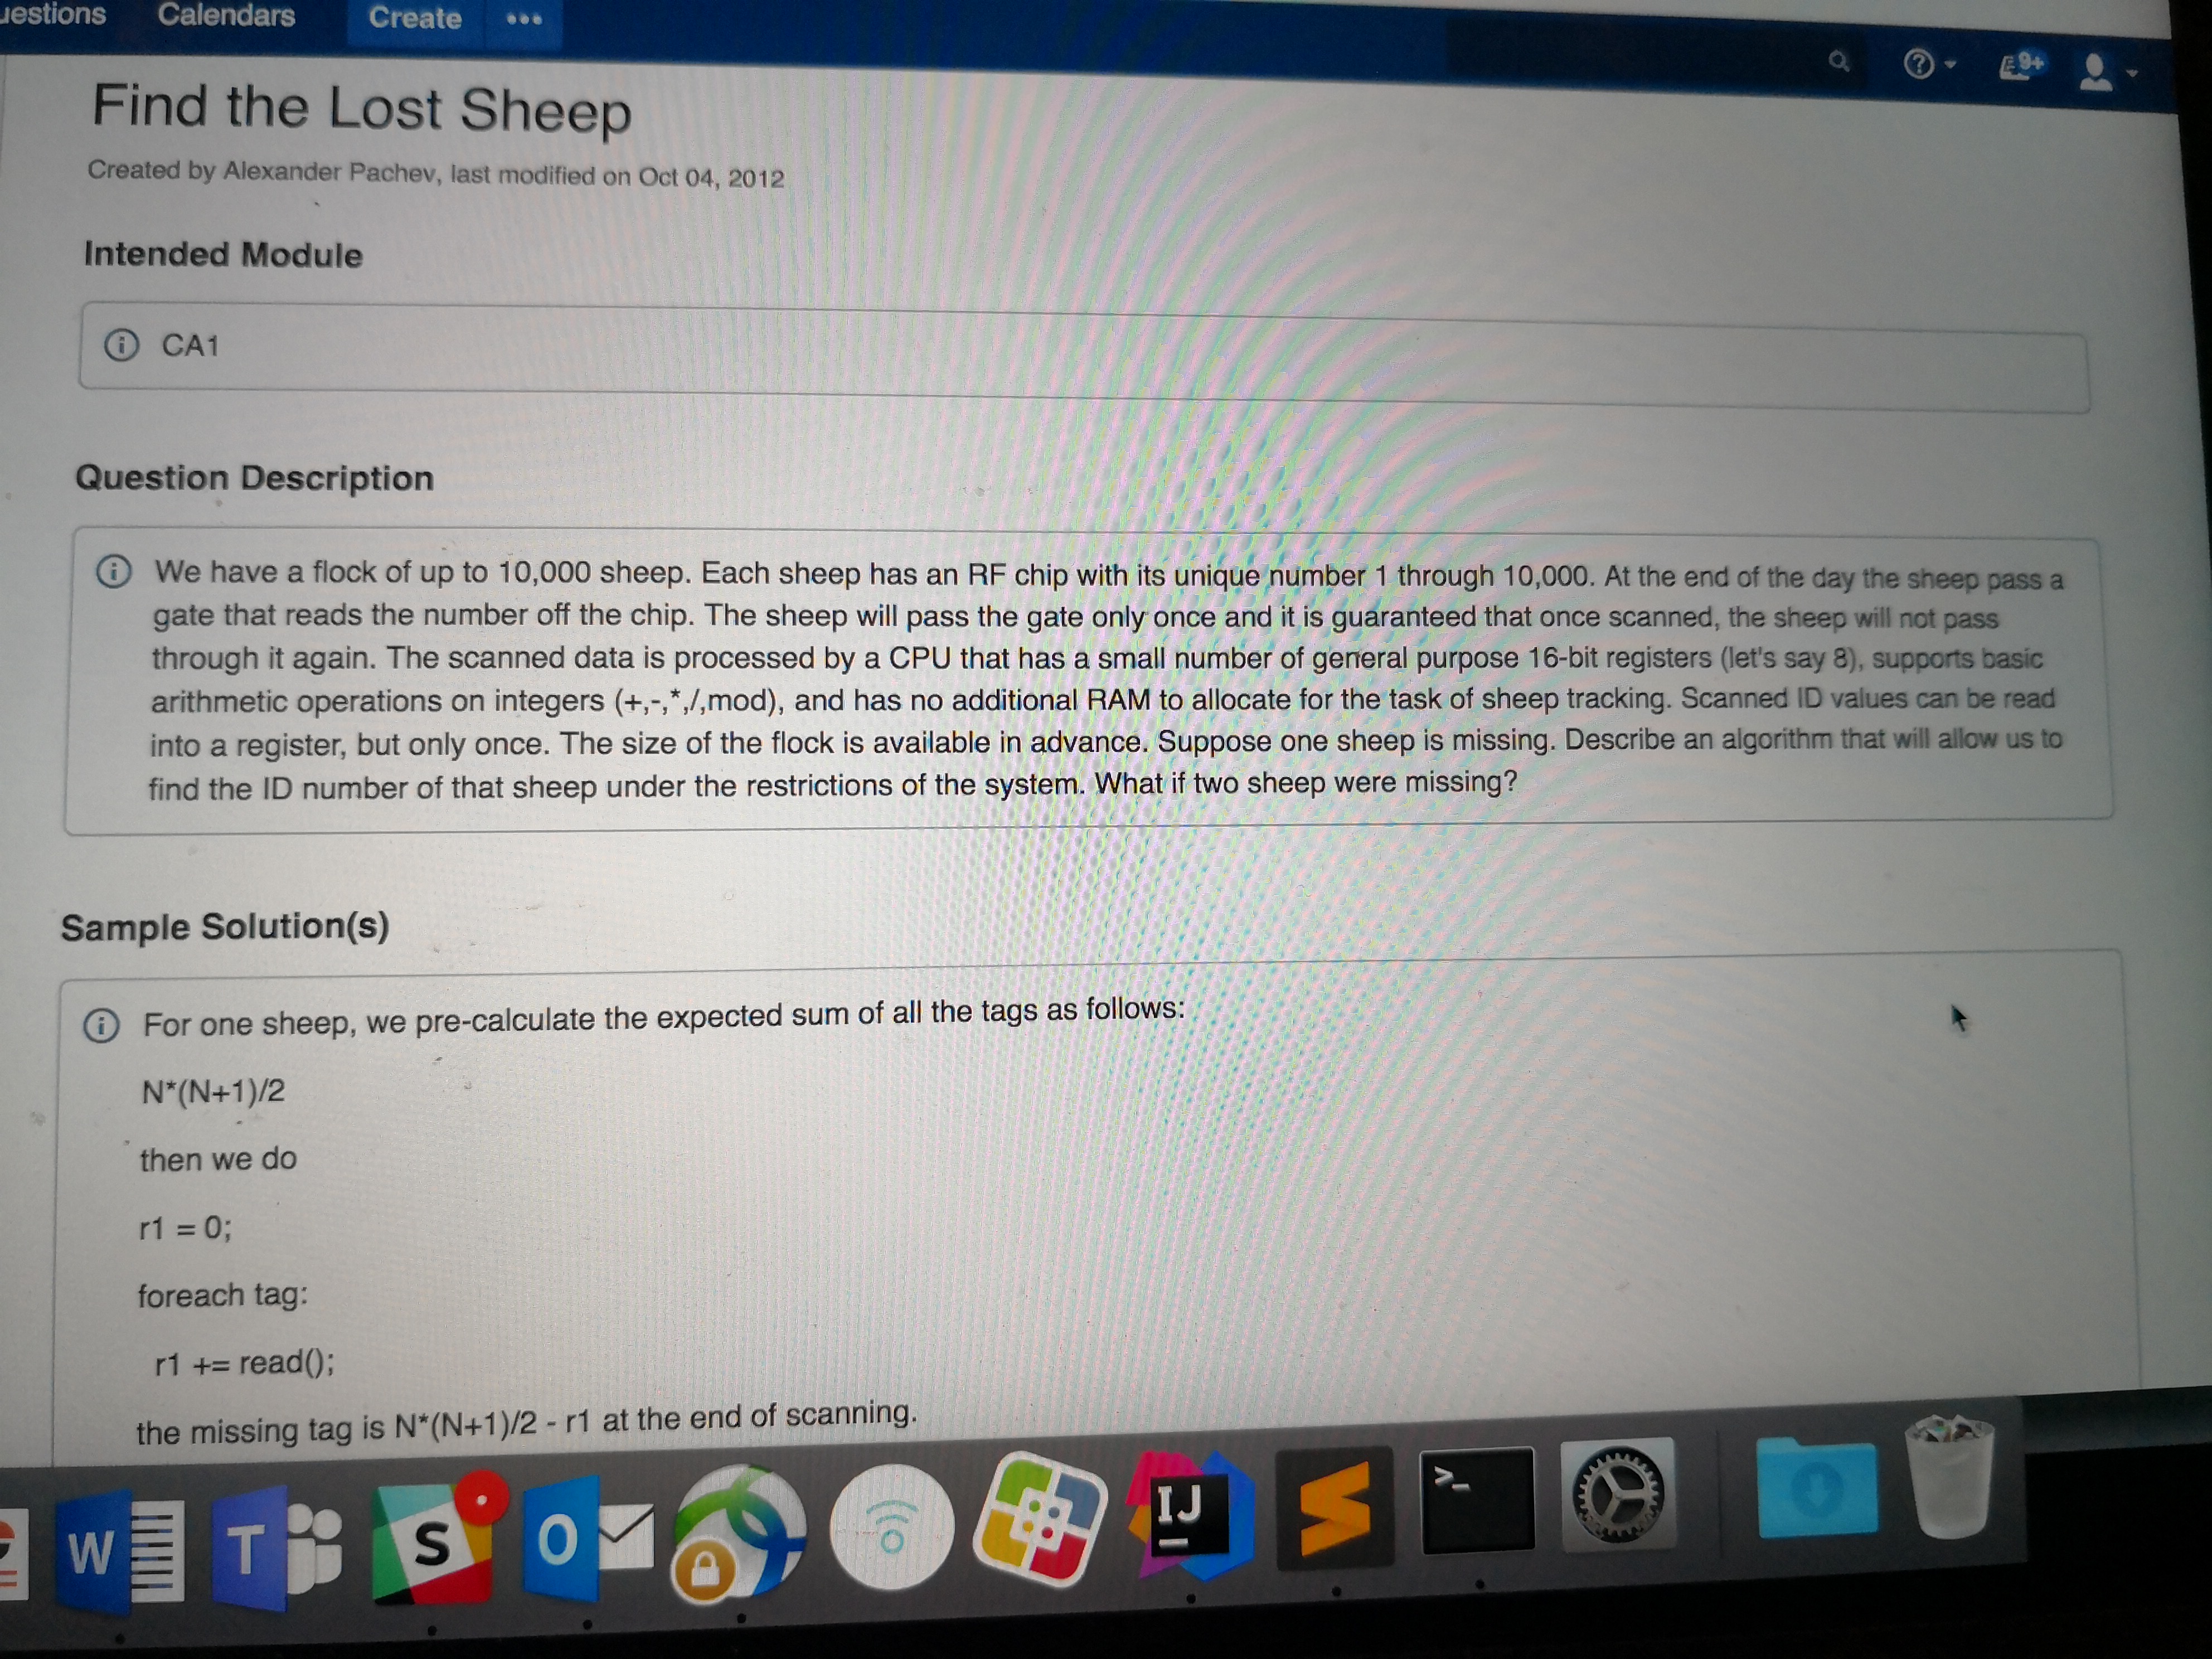 Calendars Create
9+
Find the Lost Sheep
Created by Alexander Pachev, last modified on Oct 04, 2012
Intended Module
CA1
Question Description
We have a flock of up to 10,000 sheep. Each sheep has an RF chip with its unique number 1 through 10,000. At the end of the day the sheep pass a
gate that reads the number off the chip. The sheep will pass the gate only once and it is guaranteed that once scanned, the sheep will not pass
through it again. The scanned data is processed by a CPU that has a small number of general purpose 16-bit registers (let's say 8), supports basic
arithmetic operations on integers (+,-,*,/,mod), and has no additional RAM to allocate for the task of sheep tracking. Scanned ID values can be read
into a register, but only once. The size of the flock is available in advance. Suppose one sheep is missing. Describe an algorithm that will allow us to
find the ID number of that sheep under the restrictions of the system. What if two sheep were missing?
Sample Solution(s)
For one sheep, we pre-calculate the expected sum of all the tags as follows:
N*(N+1)/2
then we do
r1 = 0;
foreach tag:
r1 += read();
the missing tag is N*(N+1)/2 - r1 at the end of scanning.
W T S O IJ >_